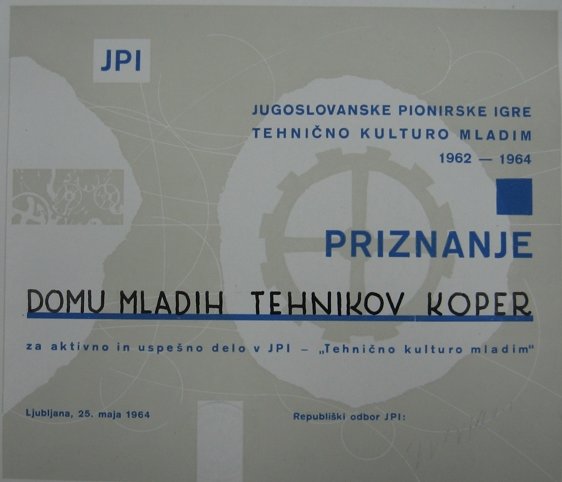 JPI
JUGOSLOVANSKE PIONIRSKE IGRE
TEHNIČNO KULTURO MLADIM
1962 — 1964
PRIZNANJE
DOMU MLADIH TEHNIKOV KOPER
za aktivno in uspešno delo v JPI – „Tehnično kulturo mladim"
Ljubljana, 25. maja 1964
Republiški odbor JPI: